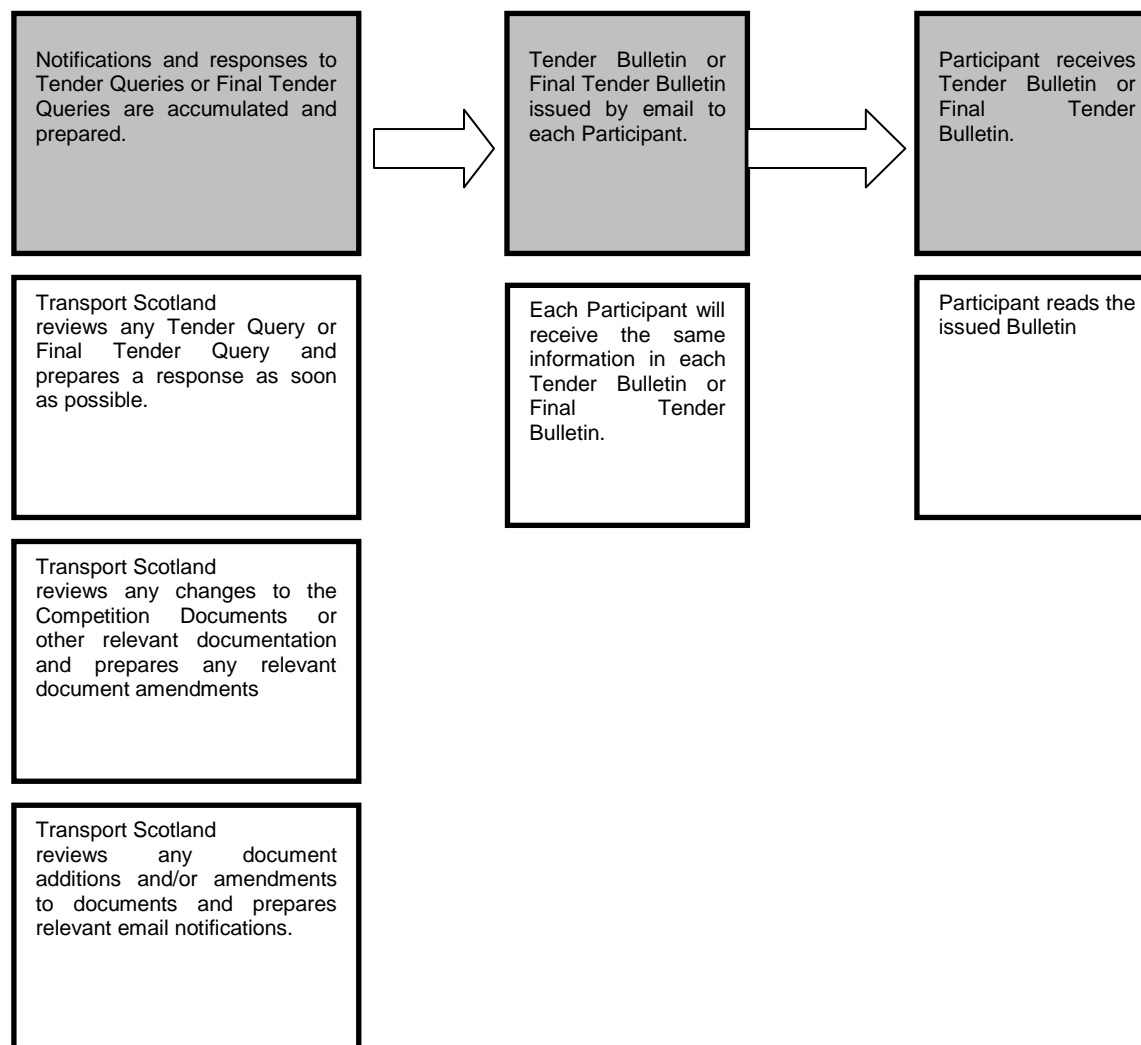 Notifications and responses to
Tender Queries or Final Tender
Queries are accumulated and
prepared.
Tender Bulletin or
Final Tender Bulletin
issued by email to
each Participant.
Participant receives
Tender Bulletin or
Final Tender
Bulletin.
Transport Scotland
reviews any Tender Query or
Final Tender Query and
prepares a response as soon
as possible.
Each Participant will
receive the same
information in each
Tender Bulletin or
Final Tender
Bulletin.
Participant reads the
issued Bulletin
Transport Scotland
reviews any changes to the
Competition Documents or
other relevant documentation
and prepares any relevant
document amendments
Transport Scotland
reviews any document
additions and/or amendments
to documents and prepares
relevant email notifications.